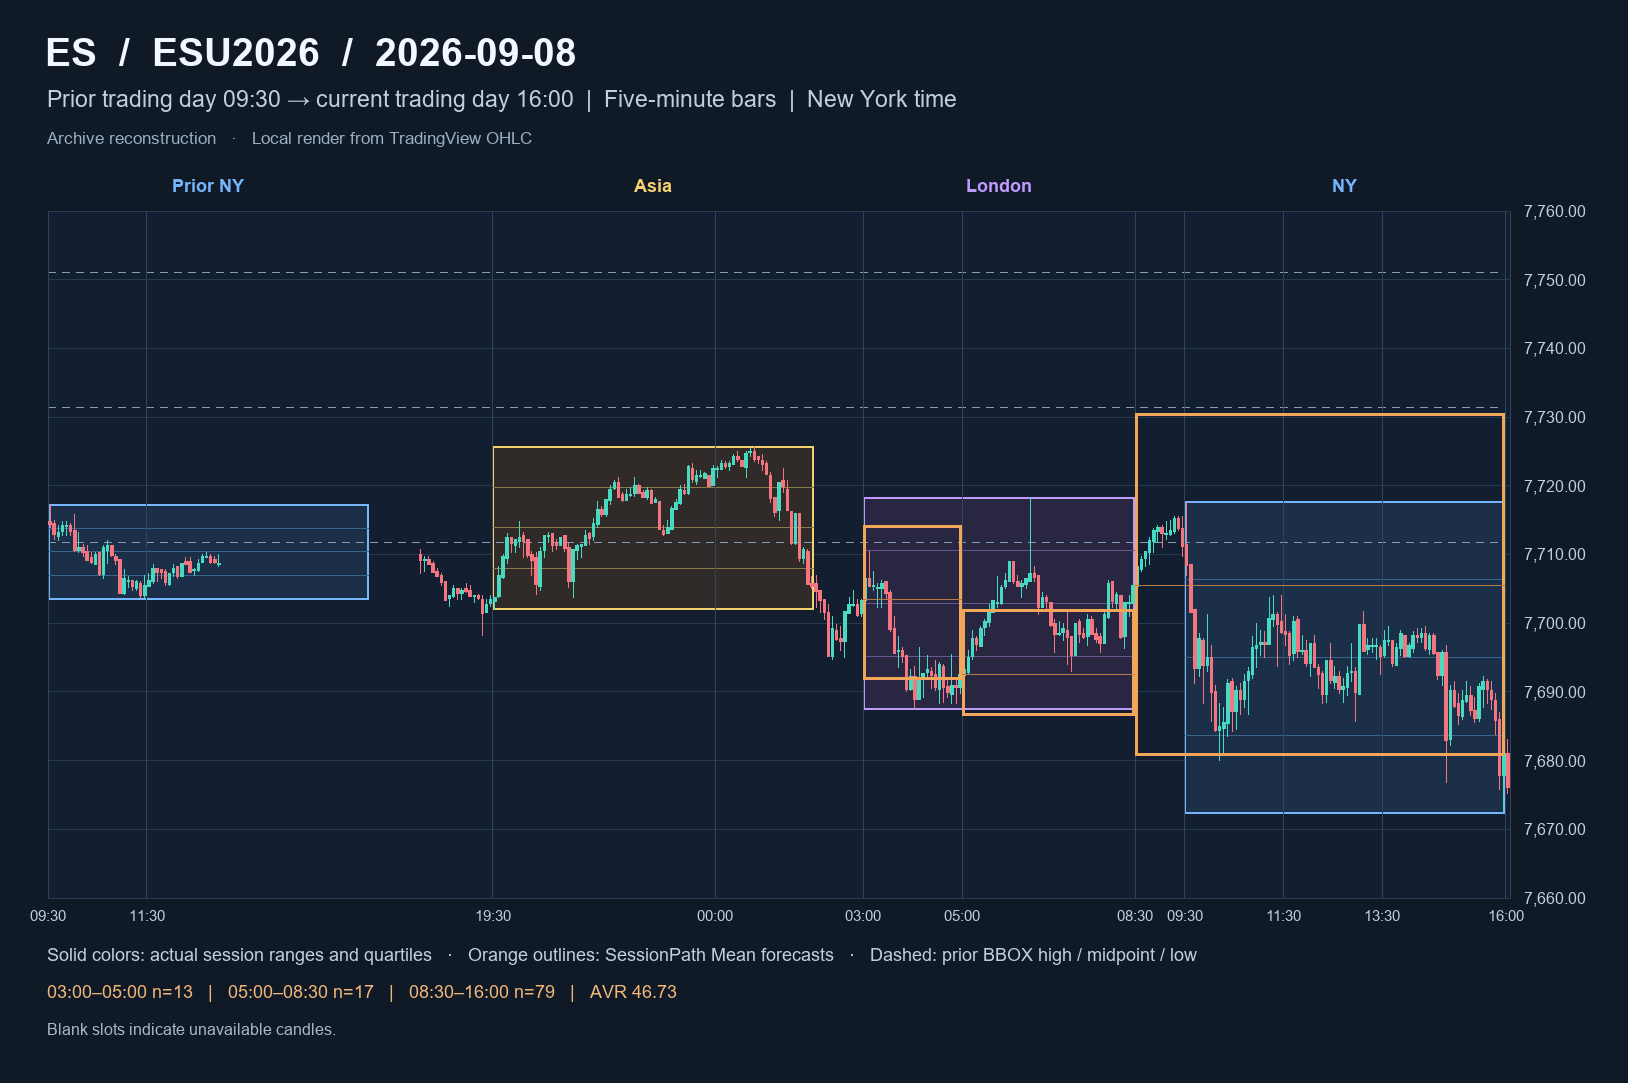 ES / ESU2026 / 2026-09-08
Prior trading day 09:30 → current trading day 16:00 | Five-minute bars | New York time
Archive reconstruction · Local render from TradingView OHLC
Prior NY Asia London NY
7,760.00
7,750.00
7,740.00
7,730.00
7,720.00
7,710.00
7,700.00
7,690.00
7,680.00
7,670.00
7,660.00
09:30 11:30 19:30 00:00 03:00 05:00 08:30 09:30 11:30 13:30 16:00
Solid colors: actual session ranges and quartiles · Orange outlines: SessionPath Mean forecasts · Dashed: prior BBOX high / midpoint / low
03:00–05:00 n=13 | 05:00–08:30 n=17 | 08:30–16:00 n=79 | AVR 46.73
Blank slots indicate unavailable candles.